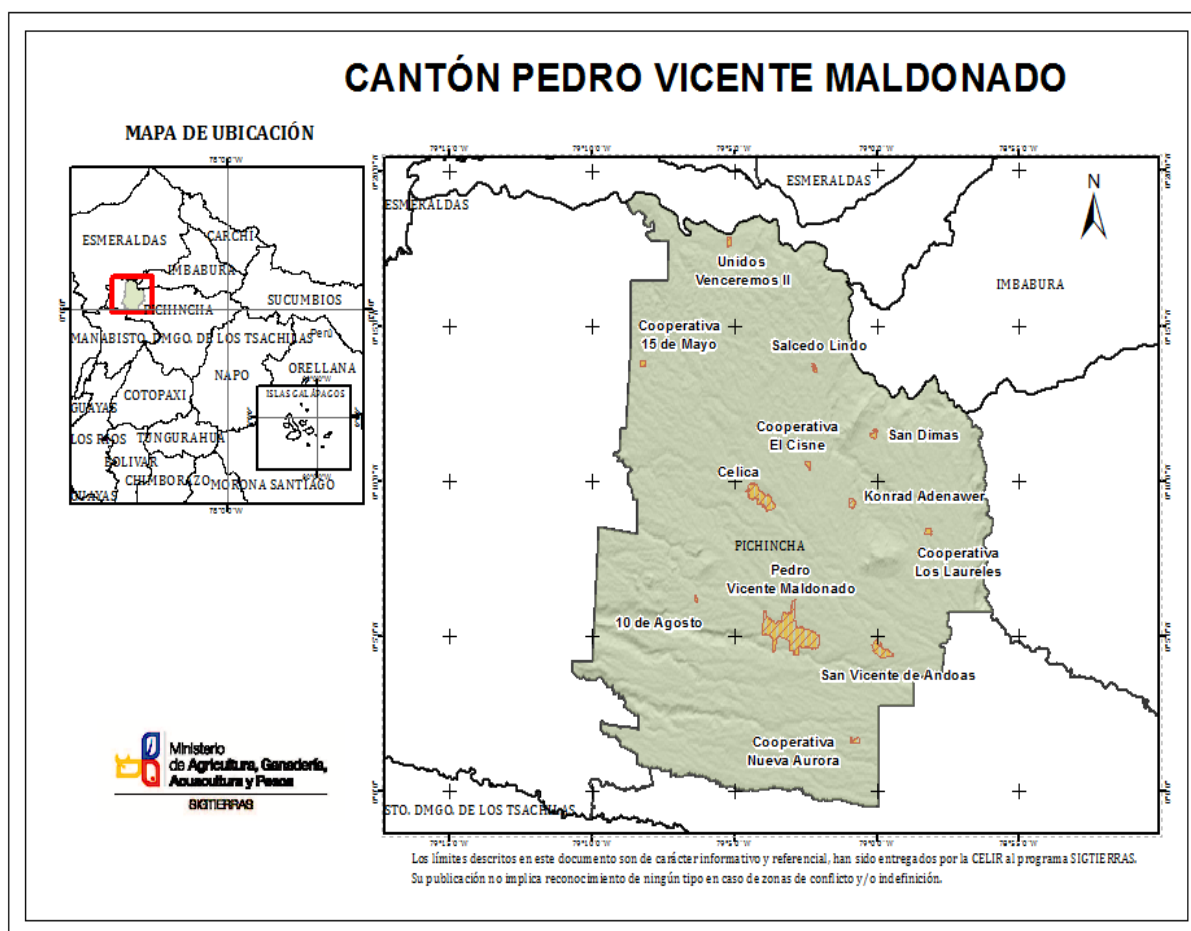 CANTÓN PEDRO VICENTE MALDONADO
MAPA DE UBICACIÓN
ESMERALDAS
CARCHI
IMBABURA
PICHINCHA
SUCUMBIOS
MANABI
STO. DMGO. DE LOS TSACHILAS
Perú
NAPO
ORELLANA
COTOPAXI
ISLAS GALÁPAGOS
GUAYAS
LOS RIOS
TUNGURAHUA
BOLIVAR
CHIMBORAZO
MORONA SANTIAGO
GUAYAS
ESMERALDAS
ESMERALDAS
N
IMBABURA
Unidos
Venceremos II
Cooperativa
15 de Mayo
Salcedo Lindo
Cooperativa
El Cisne
San Dimas
Celica
Konrad Adenawer
PICHINCHA
Cooperativa
Los Laureles
Pedro
Vicente Maldonado
10 de Agosto
San Vicente de Andoas
Cooperativa
Nueva Aurora
STO. DMGO. DE LOS TSACHILAS
Ministerio
de Agricultura, Ganadería,
Acuacultura y Pesca
SIGTIERRAS
Los límites descritos en este documento son de carácter informativo y referencial, han sido entregados por la CELIR al programa SIGTIERRAS.
Su publicación no implica reconocimiento de ningún tipo en caso de zonas de conflicto y/o indefinición.